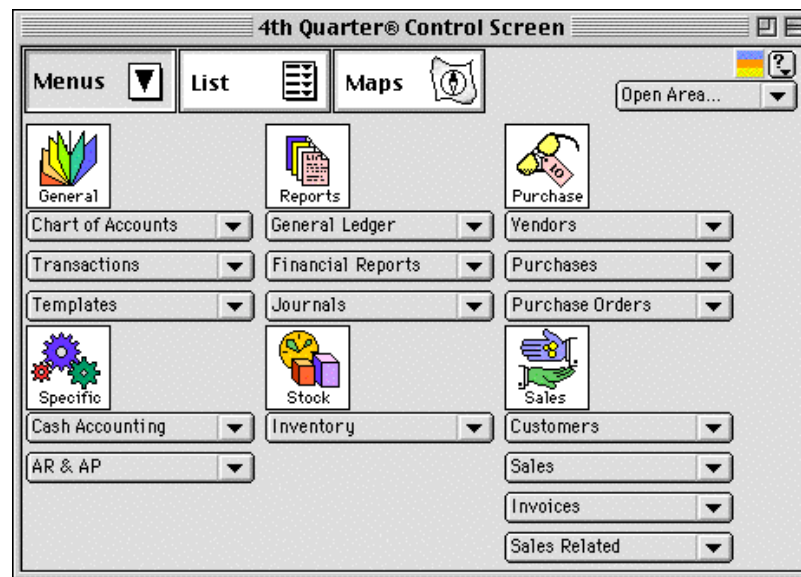 4th Quarter® Control Screen
Menus
List
Maps
?
Open Area...
General
Reports
10
Purchase
Chart of Accounts
General Ledger
Vendors
Transactions
Financial Reports
Purchases
Templates
Journals
Purchase Orders
Specific
Stock
Sales
Cash Accounting
Inventory
Customers
AR & AP
Sales
Invoices
Sales Related